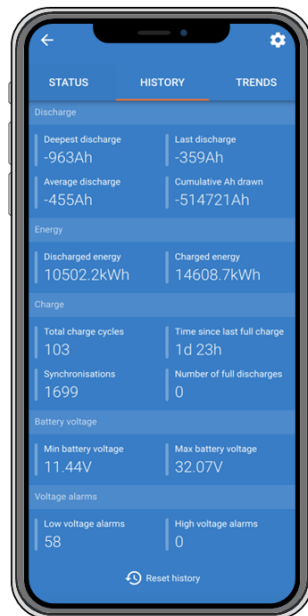 STATUS HISTORY TRENDS
Discharge
Deepest discharge Last discharge
-963Ah -359Ah
Average discharge Cumulative Ah drawn
-455Ah -514721Ah
Energy
Discharged energy Charged energy
10502.2kWh 14608.7kWh
Charge
Total charge cycles Time since last full charge
103 1d 23h
Synchronisations Number of full discharges
1699 0
Battery voltage
Min battery voltage Max battery voltage
11.44V 32.07V
Voltage alarms
Low voltage alarms High voltage alarms
58 0
Reset history